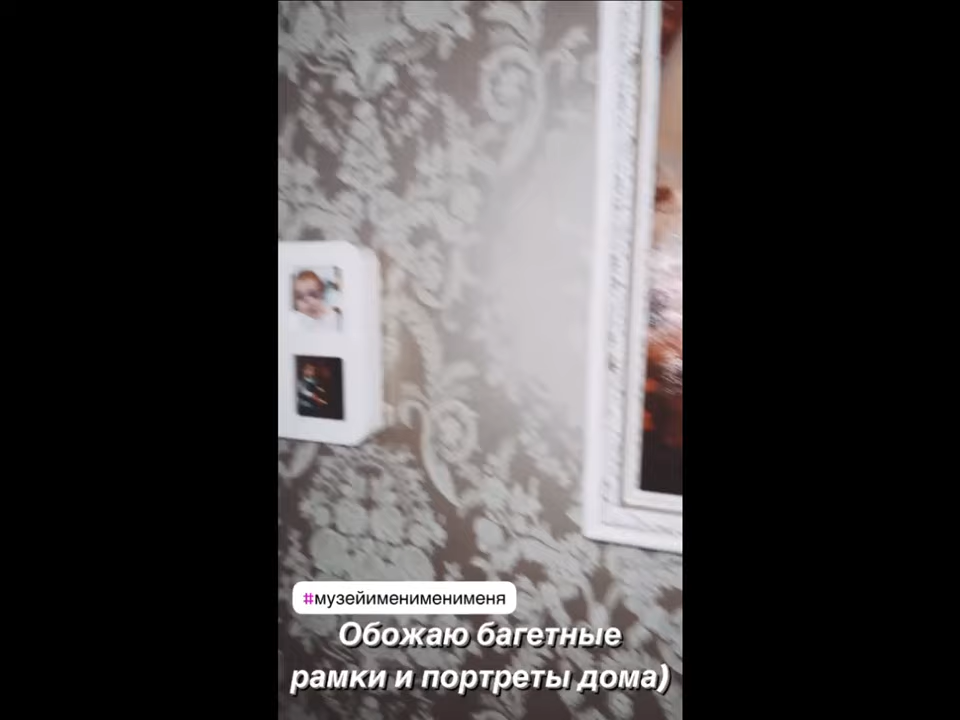 #музейименименименя
Обожаю багетные
рамки и портреты дома)